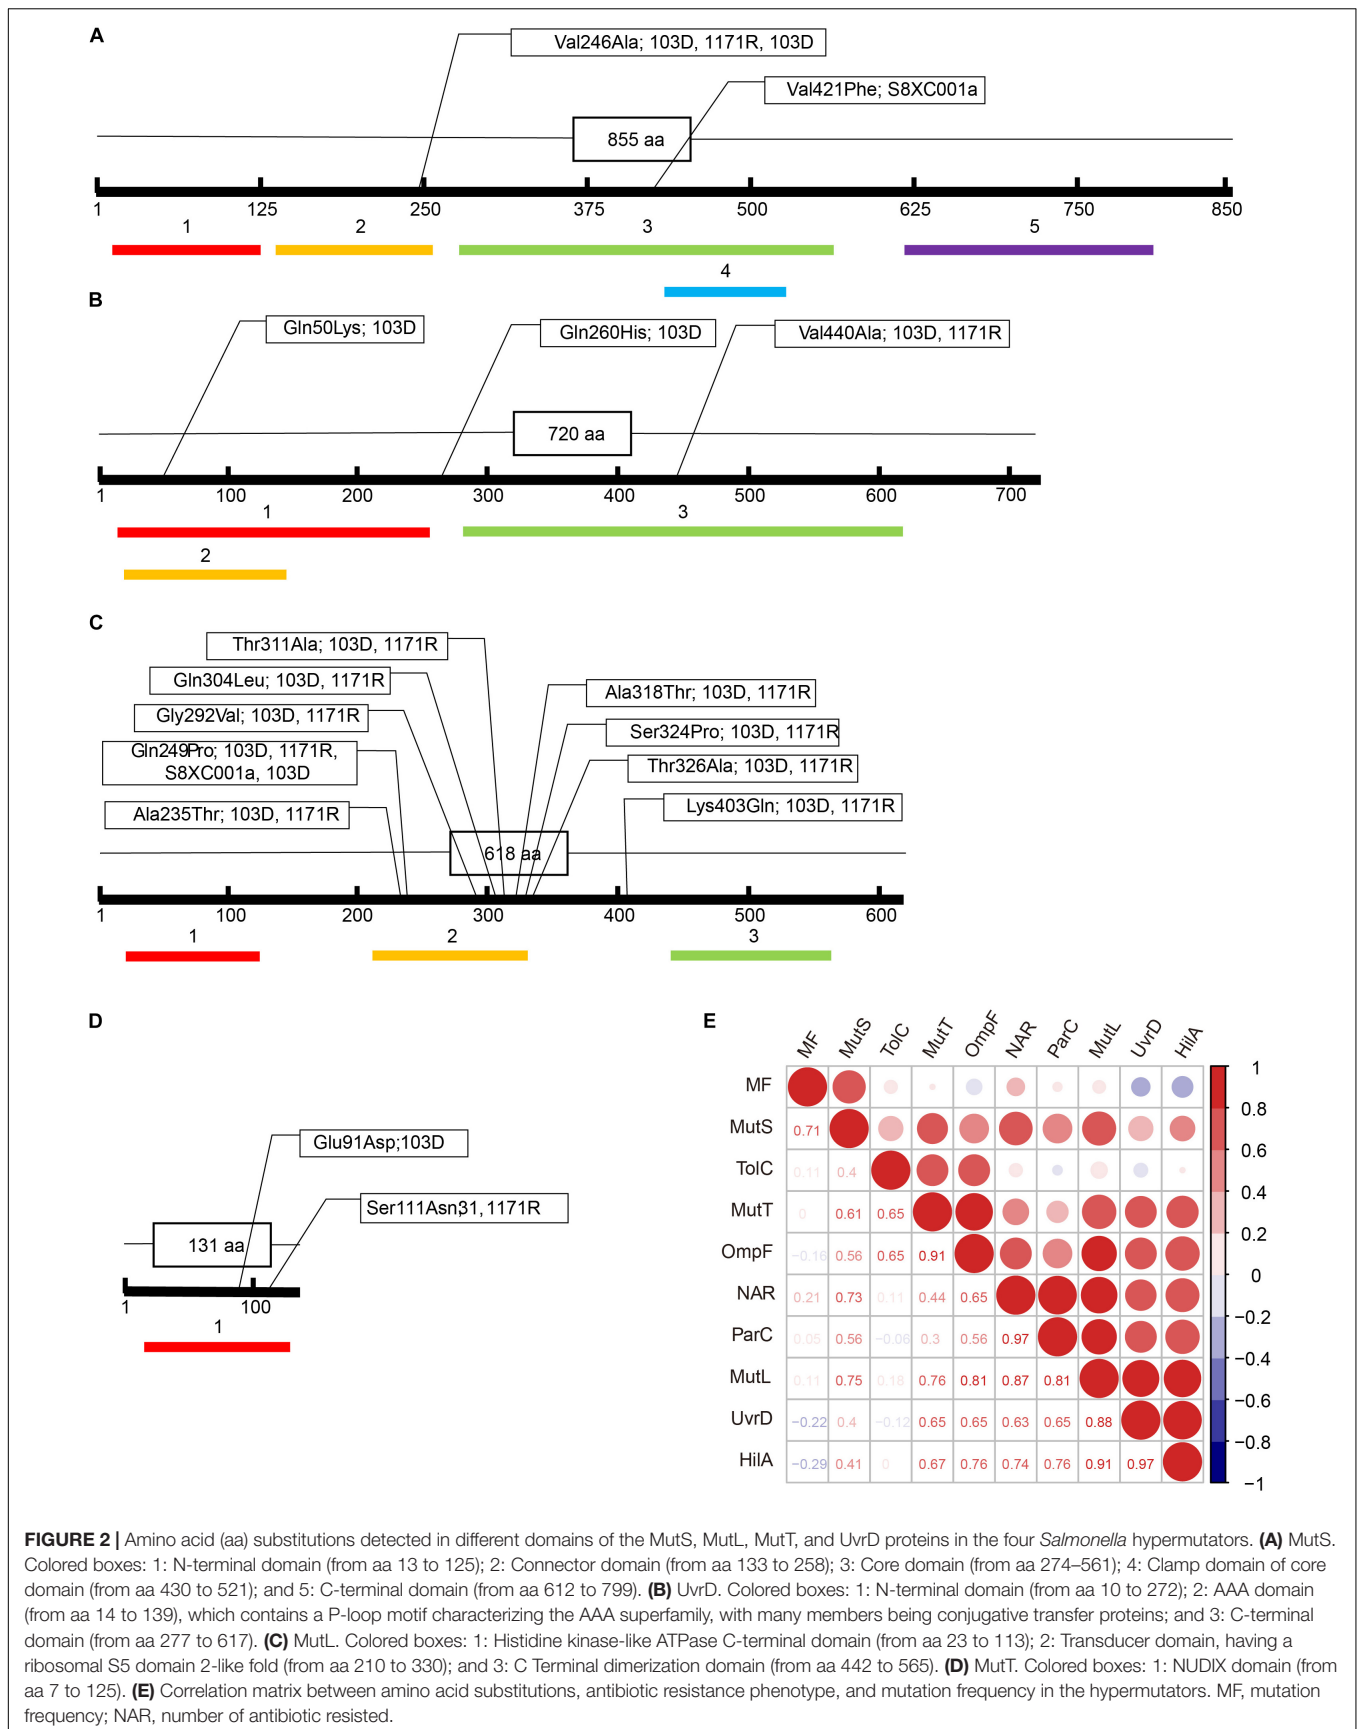 A
Val246Ala; 103D, 1171R, 103D
Val421Phe; S8XC001a
855 aa
1 125 250 375 500 625 750 850
1 2 3 5
4
B
Gln50Lys; 103D
Gln260His; 103D
Val440Ala; 103D, 1171R
720 aa
1 100 200 300 400 500 600 700
1 3
2
C
Thr311Ala; 103D, 1171R
Gln304Leu; 103D, 1171R
Gly292Val; 103D, 1171R
Gln249Pro; 103D, 1171R,
S8XC001a, 103D
Ala235Thr; 103D, 1171R
Ala318Thr; 103D, 1171R
Ser324Pro; 103D, 1171R
Thr326Ala; 103D, 1171R
Lys403Gln; 103D, 1171R
618 aa
1 100 200 300 400 500 600
1 2 3
D
Glu91Asp;103D
Ser111Asn;31, 1171R
131 aa
1 100
1
E
MF MutS TolC MutT OmpF NAR ParC MutL UvrD HilA
MF
MutS 0.71
TolC 0.11 0.4
MutT 0 0.61 0.65
OmpF −0.16 0.56 0.65 0.91
NAR 0.21 0.73 0.11 0.44 0.65
ParC 0.05 0.56 −0.06 0.3 0.56 0.97
MutL 0.11 0.75 0.18 0.76 0.81 0.87 0.81
UvrD −0.22 0.4 −0.12 0.65 0.65 0.63 0.65 0.88
HilA −0.29 0.41 0 0.67 0.76 0.74 0.76 0.91 0.97
1
0.8
0.6
0.4
0.2
0
−0.2
−0.4
−0.6
−0.8
−1
FIGURE 2 | Amino acid (aa) substitutions detected in different domains of the MutS, MutL, MutT, and UvrD proteins in the four Salmonella hypermutators. (A) MutS.
Colored boxes: 1: N-terminal domain (from aa 13 to 125); 2: Connector domain (from aa 133 to 258); 3: Core domain (from aa 274–561); 4: Clamp domain of core
domain (from aa 430 to 521); and 5: C-terminal domain (from aa 612 to 799). (B) UvrD. Colored boxes: 1: N-terminal domain (from aa 10 to 272); 2: AAA domain
(from aa 14 to 139), which contains a P-loop motif characterizing the AAA superfamily, with many members being conjugative transfer proteins; and 3: C-terminal
domain (from aa 277 to 617). (C) MutL. Colored boxes: 1: Histidine kinase-like ATPase C-terminal domain (from aa 23 to 113); 2: Transducer domain, having a
ribosomal S5 domain 2-like fold (from aa 210 to 330); and 3: C Terminal dimerization domain (from aa 442 to 565). (D) MutT. Colored boxes: 1: NUDIX domain (from
aa 7 to 125). (E) Correlation matrix between amino acid substitutions, antibiotic resistance phenotype, and mutation frequency in the hypermutators. MF, mutation
frequency; NAR, number of antibiotic resisted.